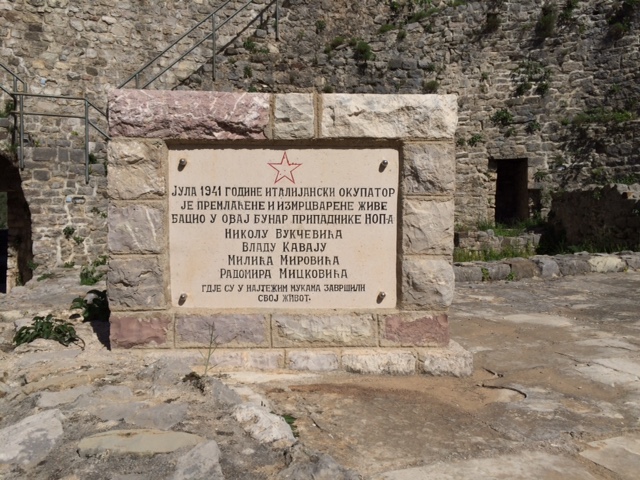 ЈУЛА 1941 ГОДИНЕ ИТАЛИЈАНСКИ ОКУПАТОР
ЈЕ ПРЕМЛАЋЕНЕ И ИЗМРЦВАРЕНЕ ЖИВЕ
БАЦИО У ОВАЈ БУНАР ПРИПАДНИКЕ НОП-А
НИКОЛУ ВУКЧЕВИЋА
ВЛАДУ КАВАЈУ
МИЛИЋА МИРОВИЋА
РАДОМИРА МИЦКОВИЋА
ГДЈЕ СУ У НАЈТЕЖИМ МУКАМА ЗАВРШИЛИ
СВОЈ ЖИВОТ.